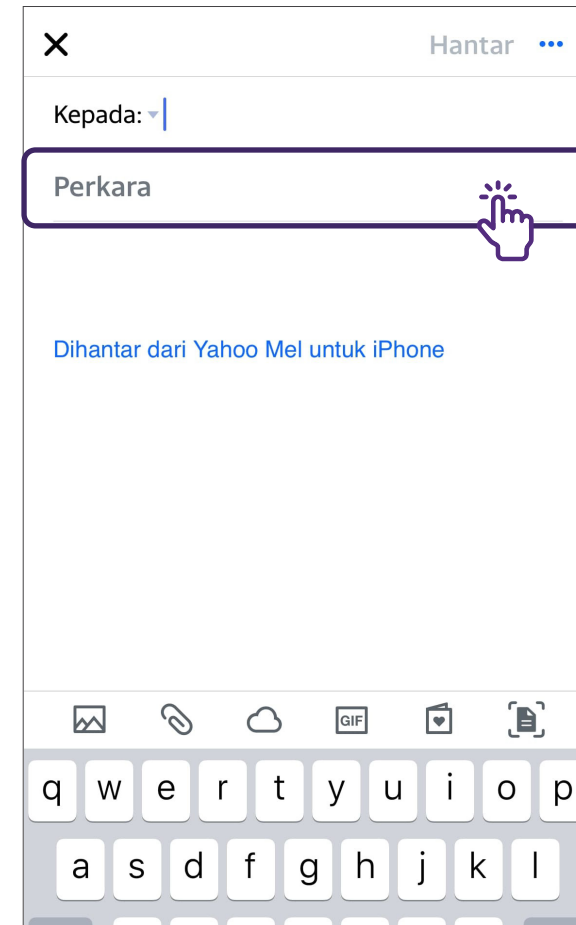 Hantar
Kepada:
Perkara
Dihantar dari Yahoo Mel untuk iPhone
GIF
q w e r t y u i o p
a s d f g h j k l